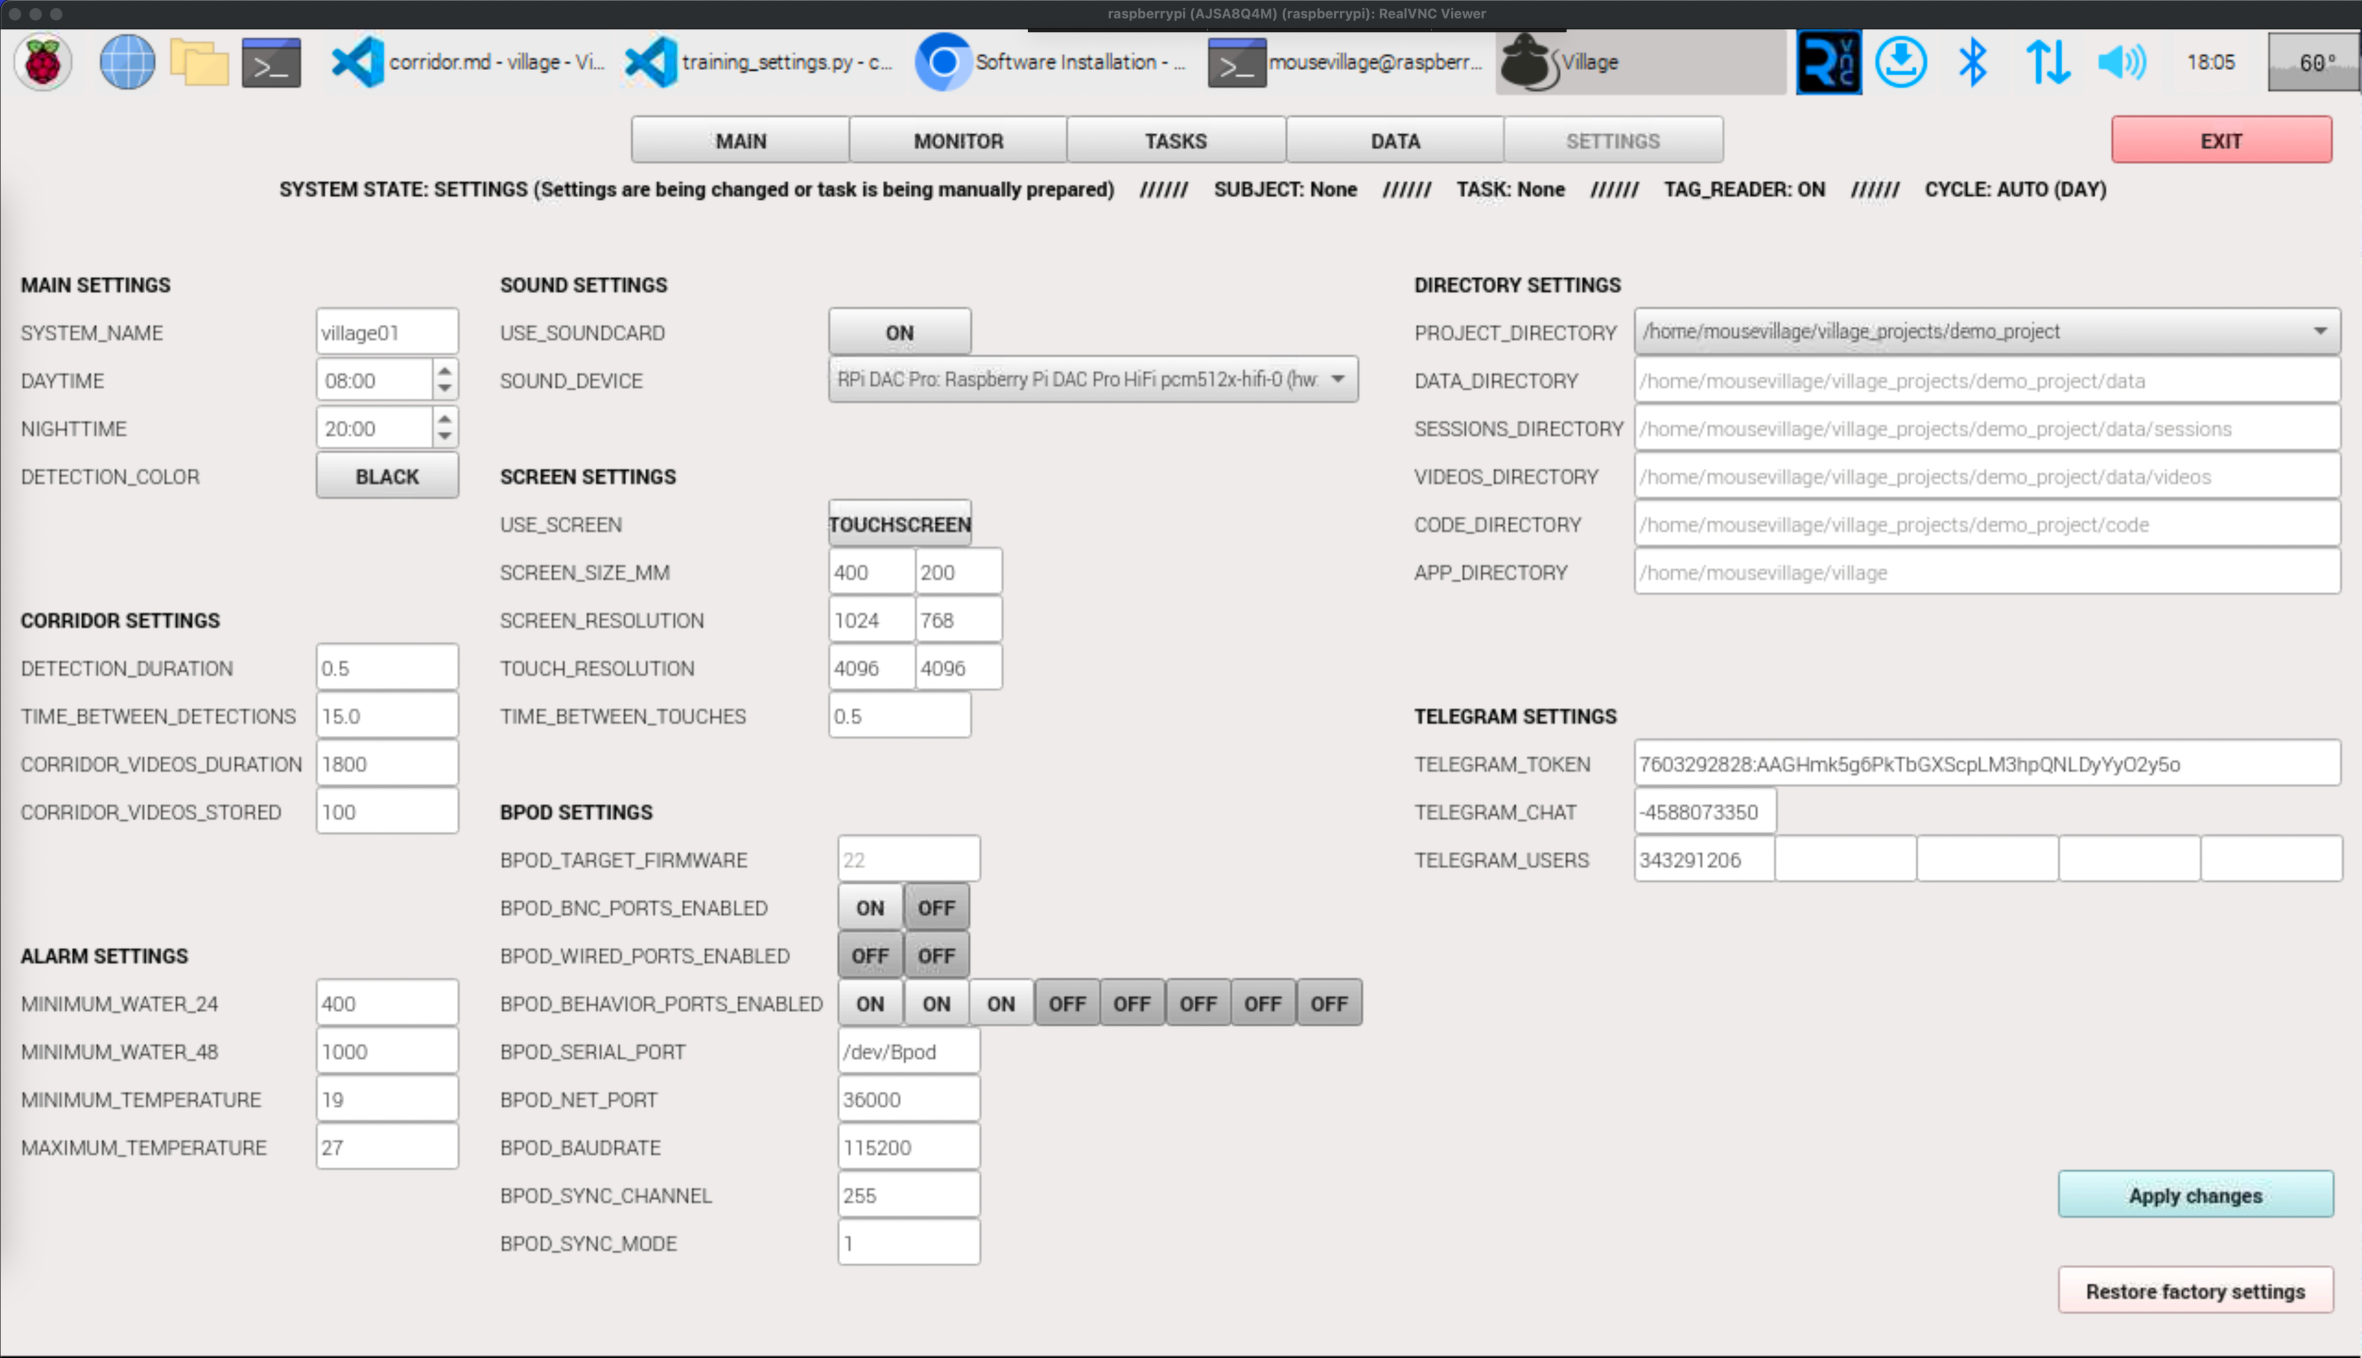 raspberrypi (AJSA8Q4M) (raspberrypi): RealVNC Viewer
corridor.md - village - Vi...
training_settings.py - c...
Software Installation - ...
mousevillage@raspberr...
Village
18:05
60°
MAIN
MONITOR
TASKS
DATA
SETTINGS
EXIT
SYSTEM STATE: SETTINGS (Settings are being changed or task is being manually prepared) ////// SUBJECT: None ////// TASK: None ////// TAG_READER: ON ////// CYCLE: AUTO (DAY)
MAIN SETTINGS
SYSTEM_NAME village01
DAYTIME 08:00
NIGHTTIME 20:00
DETECTION_COLOR BLACK
CORRIDOR SETTINGS
DETECTION_DURATION 0.5
TIME_BETWEEN_DETECTIONS 15.0
CORRIDOR_VIDEOS_DURATION 1800
CORRIDOR_VIDEOS_STORED 100
ALARM SETTINGS
MINIMUM_WATER_24 400
MINIMUM_WATER_48 1000
MINIMUM_TEMPERATURE 19
MAXIMUM_TEMPERATURE 27
SOUND SETTINGS
USE_SOUNDCARD ON
SOUND_DEVICE RPi DAC Pro: Raspberry Pi DAC Pro HiFi pcm512x-hifi-0 (hw:
SCREEN SETTINGS
USE_SCREEN TOUCHSCREEN
SCREEN_SIZE_MM 400 200
SCREEN_RESOLUTION 1024 768
TOUCH_RESOLUTION 4096 4096
TIME_BETWEEN_TOUCHES 0.5
BPOD SETTINGS
BPOD_TARGET_FIRMWARE 22
BPOD_BNC_PORTS_ENABLED ON OFF
BPOD_WIRED_PORTS_ENABLED OFF OFF
BPOD_BEHAVIOR_PORTS_ENABLED ON ON ON OFF OFF OFF OFF OFF
BPOD_SERIAL_PORT /dev/Bpod
BPOD_NET_PORT 36000
BPOD_BAUDRATE 115200
BPOD_SYNC_CHANNEL 255
BPOD_SYNC_MODE 1
DIRECTORY SETTINGS
PROJECT_DIRECTORY /home/mousevillage/village_projects/demo_project
DATA_DIRECTORY /home/mousevillage/village_projects/demo_project/data
SESSIONS_DIRECTORY /home/mousevillage/village_projects/demo_project/data/sessions
VIDEOS_DIRECTORY /home/mousevillage/village_projects/demo_project/data/videos
CODE_DIRECTORY /home/mousevillage/village_projects/demo_project/code
APP_DIRECTORY /home/mousevillage/village
TELEGRAM SETTINGS
TELEGRAM_TOKEN 7603292828:AAGHmk5g6PkTbGXScpLM3hpQNLDyYyO2y5o
TELEGRAM_CHAT -4588073350
TELEGRAM_USERS 343291206
Apply changes
Restore factory settings